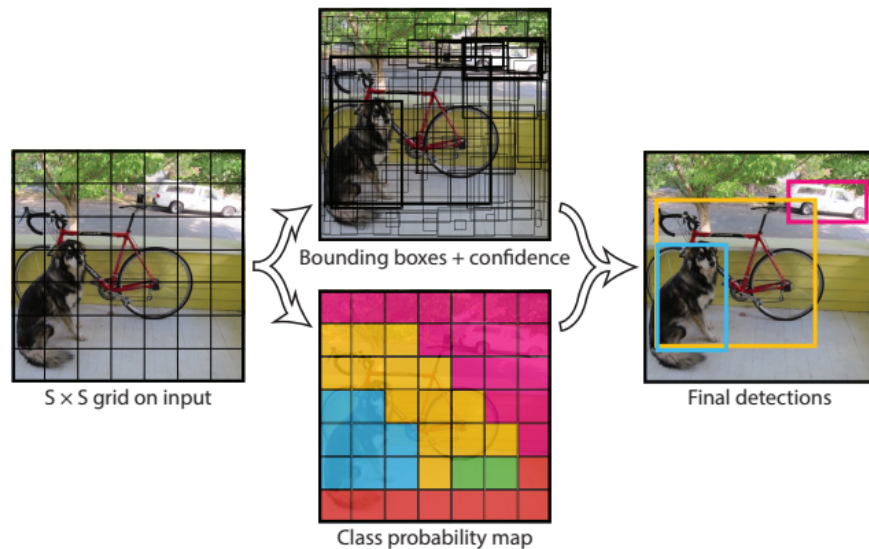 S × S grid on input
Bounding boxes + confidence
Class probability map
Final detections